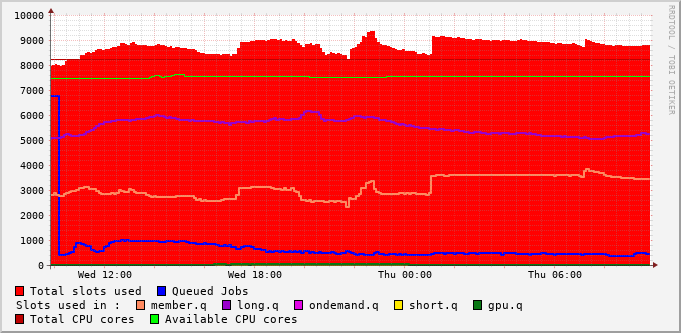 10000
9000
8000
7000
6000
5000
4000
3000
2000
1000
0
Wed 12:00 Wed 18:00 Thu 00:00 Thu 06:00
Total slots used Queued Jobs
Slots used in : member.q long.q ondemand.q short.q gpu.q
Total CPU cores Available CPU cores
RRDTOOL / TOBI OETIKER